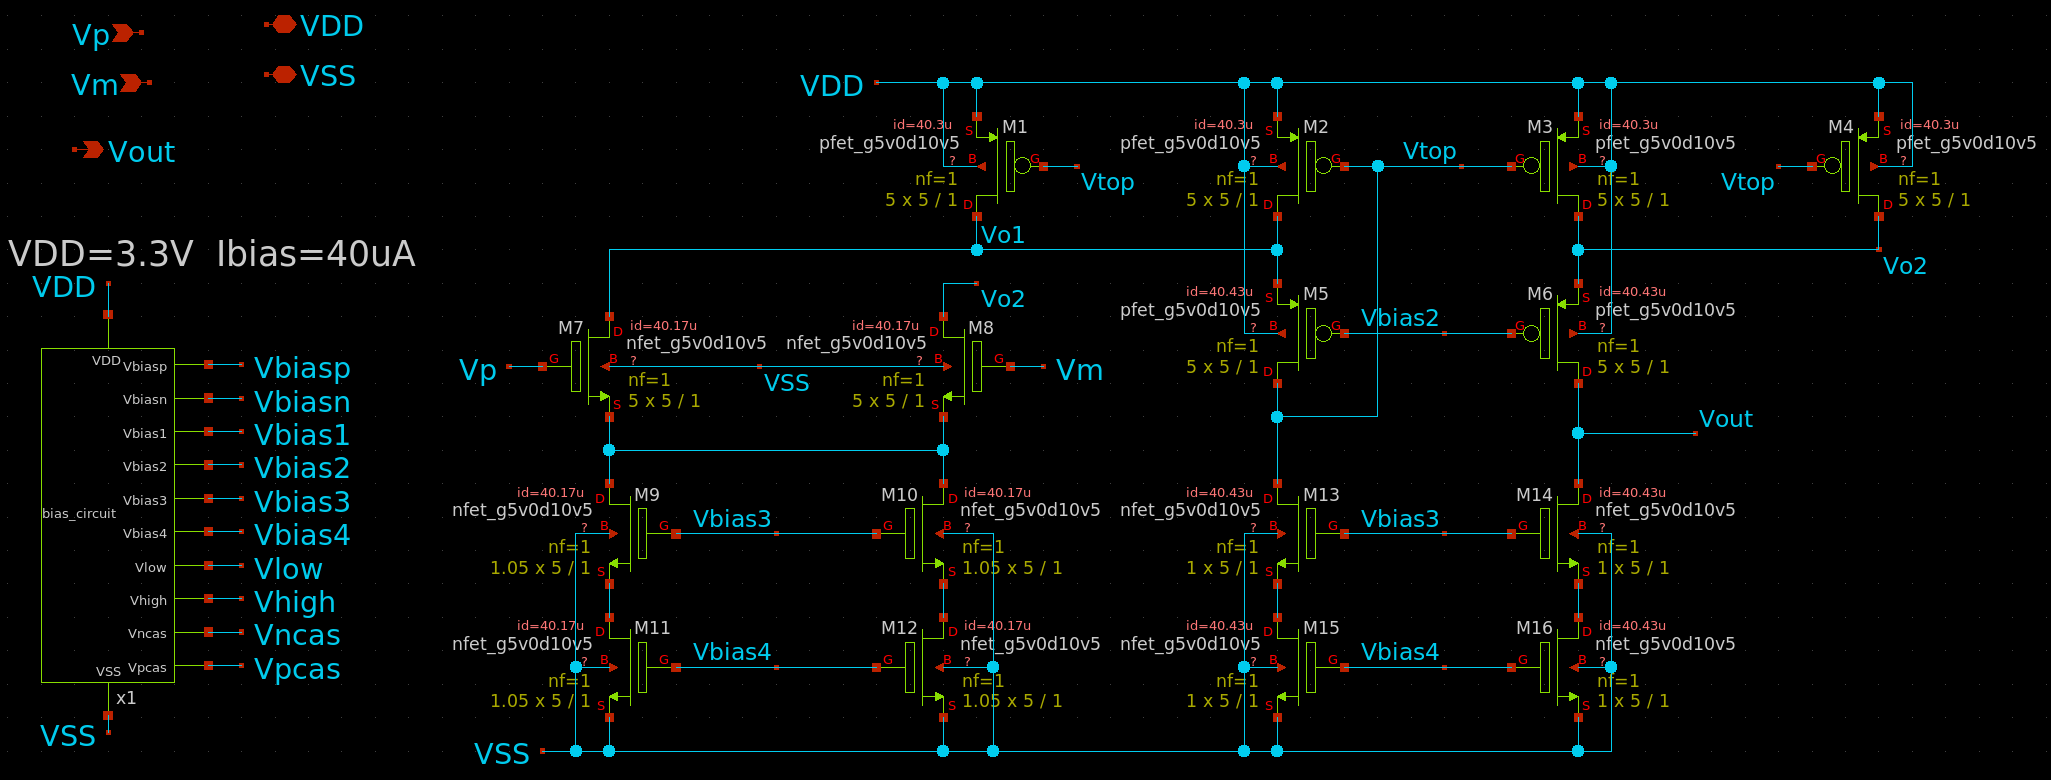 Vp
VDD
Vm
VSS
Vout
VDD=3.3V Ibias=40uA
VDD
VDD
Vbiasp
Vbiasn
Vbias1
Vbias2
Vbias3
Vbias4
Vlow
Vhigh
Vncas
Vpcas
bias_circuit
VSS
x1
VSS
Vbiasp
Vbiasn
Vbias1
Vbias2
Vbias3
Vbias4
Vlow
Vhigh
Vncas
Vpcas
VDD
id=40.3u
M1
pfet_g5v0d10v5
S
B
?
G
D
nf=1
5 x 5 / 1
Vtop
Vo1
id=40.3u
M2
pfet_g5v0d10v5
S
B
?
G
D
nf=1
5 x 5 / 1
Vtop
M3
id=40.3u
pfet_g5v0d10v5
S
G
B
?
D
nf=1
5 x 5 / 1
M4
id=40.3u
pfet_g5v0d10v5
S
G
B
?
D
nf=1
5 x 5 / 1
Vtop
Vo2
Vo2
id=40.43u
M5
pfet_g5v0d10v5
S
B
?
G
D
nf=1
5 x 5 / 1
Vbias2
M6
id=40.43u
pfet_g5v0d10v5
S
G
B
?
D
nf=1
5 x 5 / 1
Vout
M7
id=40.17u
nfet_g5v0d10v5
D
G
B
?
S
nf=1
5 x 5 / 1
Vp
VSS
id=40.17u
M8
nfet_g5v0d10v5
D
B
?
G
S
nf=1
5 x 5 / 1
Vm
id=40.17u
M9
nfet_g5v0d10v5
D
B
?
G
S
nf=1
1.05 x 5 / 1
Vbias3
M10
id=40.17u
nfet_g5v0d10v5
D
G
B
?
S
nf=1
1.05 x 5 / 1
id=40.43u
M13
nfet_g5v0d10v5
D
B
?
G
S
nf=1
1 x 5 / 1
Vbias3
M14
id=40.43u
nfet_g5v0d10v5
D
G
B
?
S
nf=1
1 x 5 / 1
id=40.17u
M11
nfet_g5v0d10v5
D
B
?
G
S
nf=1
1.05 x 5 / 1
Vbias4
M12
id=40.17u
nfet_g5v0d10v5
D
G
B
?
S
nf=1
1.05 x 5 / 1
id=40.43u
M15
nfet_g5v0d10v5
D
B
?
G
S
nf=1
1 x 5 / 1
Vbias4
M16
id=40.43u
nfet_g5v0d10v5
D
G
B
?
S
nf=1
1 x 5 / 1
VSS